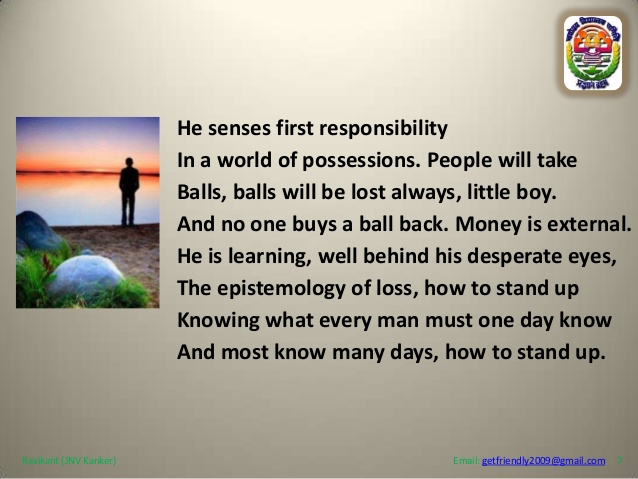 He senses first responsibility
In a world of possessions. People will take
Balls, balls will be lost always, little boy.
And no one buys a ball back. Money is external.
He is learning, well behind his desperate eyes,
The epistemology of loss, how to stand up
Knowing what every man must one day know
And most know many days, how to stand up.
Ravikant (JNV Kanker)
Email: getfriendly2009@gmail.com